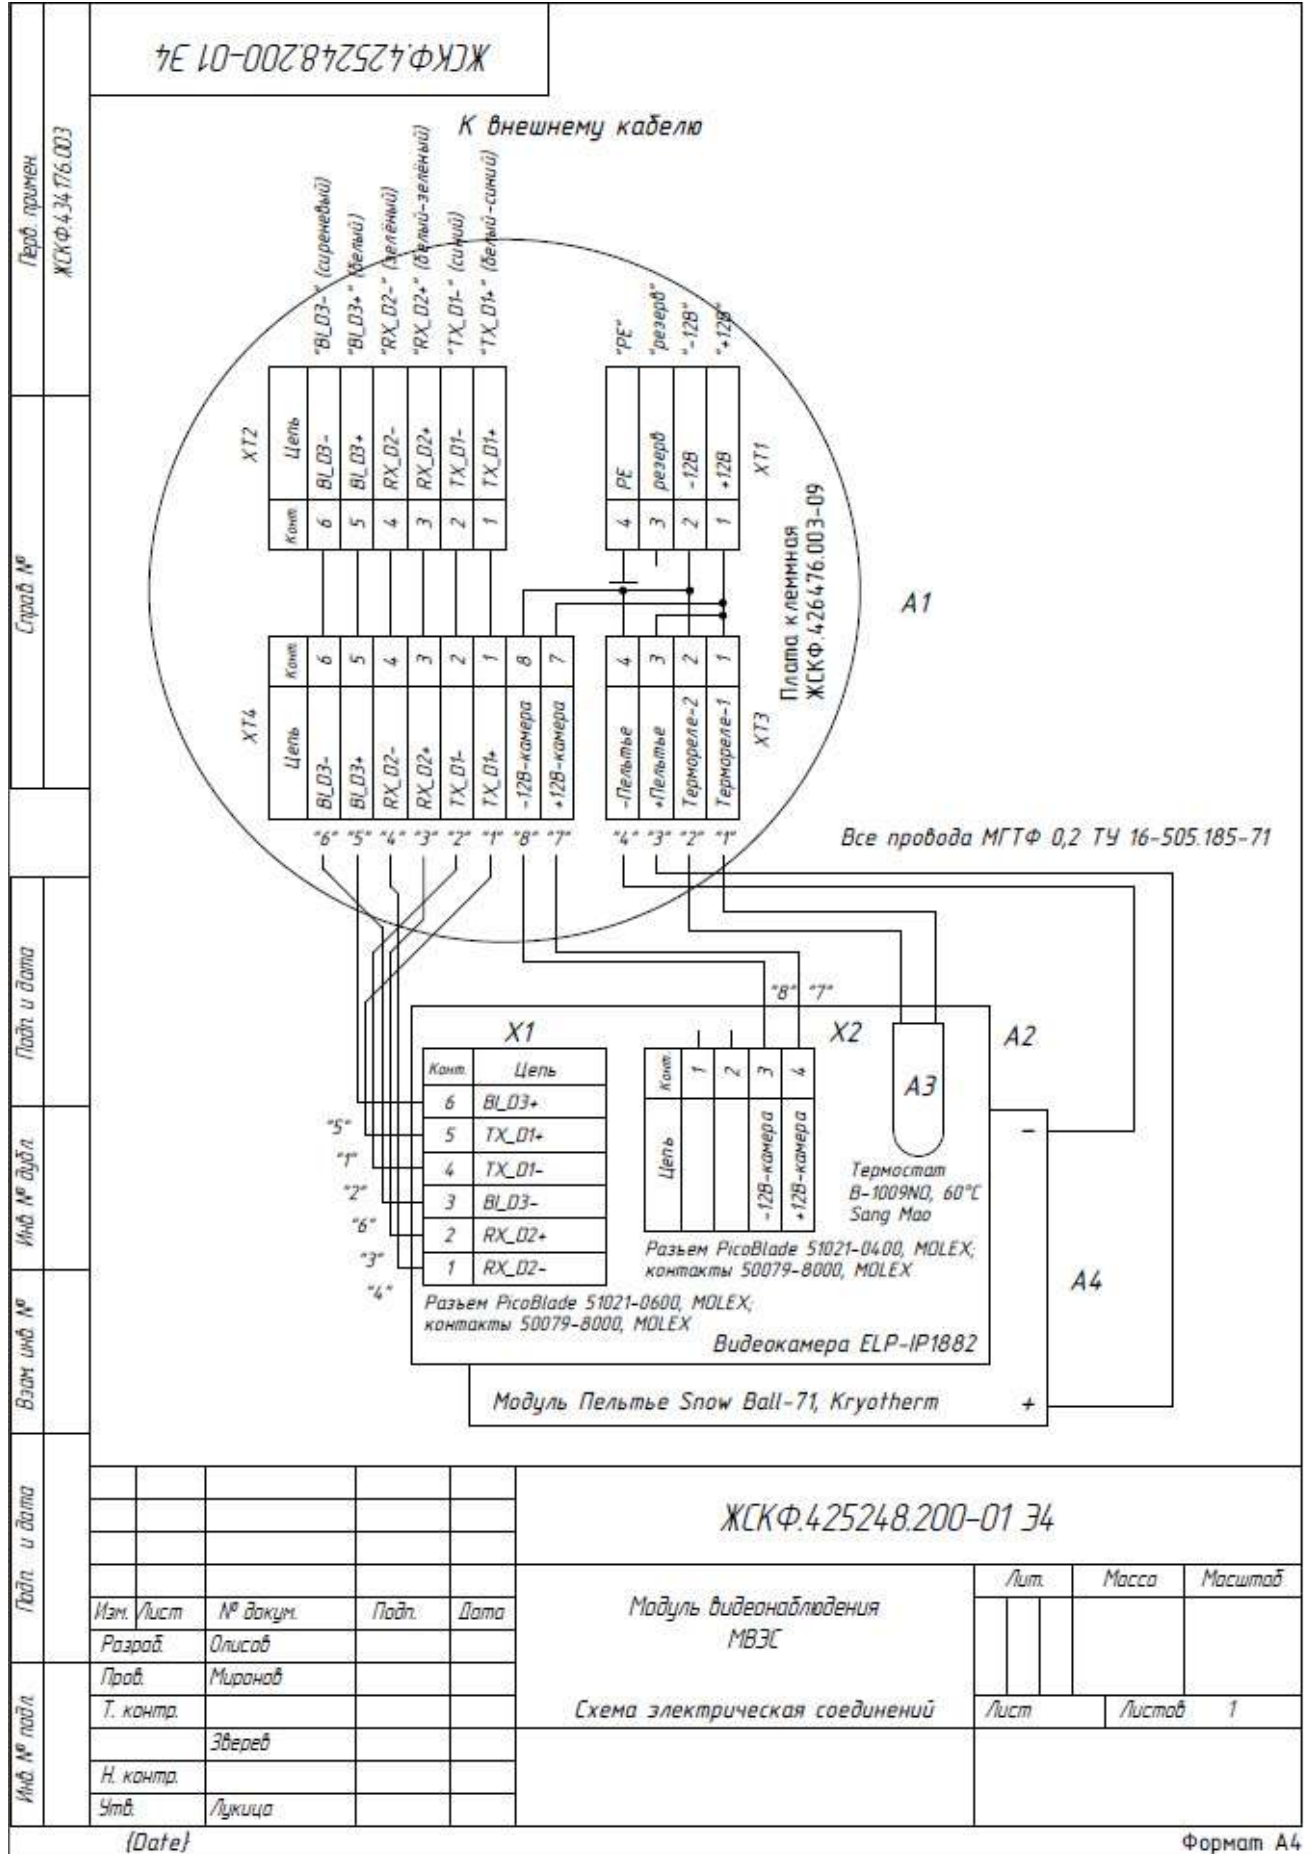 ЖСКФ.425248.200-01 Э4
Перв. примен.
ЖСКФ.434176.003
Справ. №
Подп. и дата
Инв. № дубл.
Взам. инв. №
Подп. и дата
Инв. № подл.
К внешнему кабелю
"BI_D3-" (сиреневый)
"BI_D3+" (белый)
"RX_D2-" (зелёный)
"RX_D2+" (белый-зелёный)
"TX_D1-" (синий)
"TX_D1+" (белый-синий)
"PE"
"резерв"
"-12В"
"+12В"
XT2
Конт. Цепь
6 BI_D3-
5 BI_D3+
4 RX_D2-
3 RX_D2+
2 TX_D1-
1 TX_D1+
XT1
4 PE
3 резерв
2 -12В
1 +12В
XT4
Конт. Цепь
6 BI_D3-
5 BI_D3+
4 RX_D2-
3 RX_D2+
2 TX_D1-
1 TX_D1+
8 -12В-камера
7 +12В-камера
XT3
4 -Пельтье
3 +Пельтье
2 Термореле-2
1 Термореле-1
Плата клеммная
ЖСКФ.426476.003-09
A1
"6" "5" "4" "3" "2" "1" "8" "7" "4" "3" "2" "1"
Все провода МГТФ 0,2 ТУ 16-505.185-71
"8" "7"
X1
Конт. Цепь
6 BI_D3+
5 TX_D1+
4 TX_D1-
3 BI_D3-
2 RX_D2+
1 RX_D2-
"5"
"1"
"2"
"6"
"3"
"4"
Разъем PicoBlade 51021-0600, MOLEX;
контакты 50079-8000, MOLEX
X2
Конт. Цепь
1
2
3 -12В-камера
4 +12В-камера
Разъем PicoBlade 51021-0400, MOLEX;
контакты 50079-8000, MOLEX
A2
A3
Термостат
B-1009NO, 60°C
Sang Mao
-
A4
Видеокамера ELP-IP1882
Модуль Пельтье Snow Ball-71, Kryotherm
+
ЖСКФ.425248.200-01 Э4
Изм. Лист № докум. Подп. Дата
Разраб. Олисов
Пров. Миронов
Т. контр.
Зверев
Н. контр.
Утв. Лукица
Модуль видеонаблюдения
МВЭС
Схема электрическая соединений
Лит. Масса Масштаб
Лист Листов 1
{Date}
Формат А4